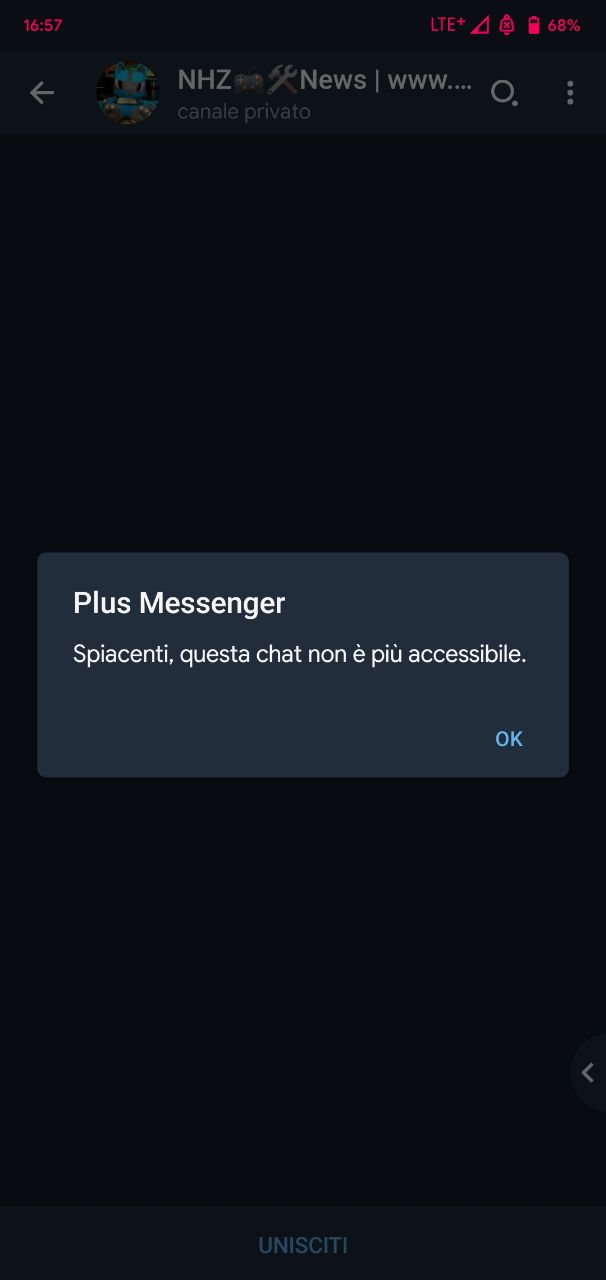 16:57 LTE+ 68%
NHZ🎮🛠News | www....
canale privato
Plus Messenger
Spiacenti, questa chat non è più accessibile.
OK
UNISCITI